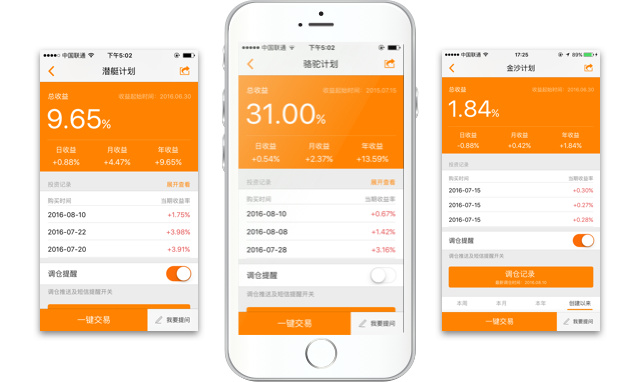 中国联通
下午5:02
潜艇计划
总收益
收益起始时间: 2016.06.30
9.65%
日收益
月收益
年收益
+0.88%
+4.47%
+9.65%
投资记录
展开查看
购买时间
当期收益率
2016-08-10
+1.75%
2016-07-22
+3.98%
2016-07-20
+3.91%
调仓提醒
调仓推送及短信提醒开关
一键交易
我要提问
中国联通
下午5:02
骆驼计划
总收益
收益起始时间: 2015.07.15
31.00%
日收益
月收益
年收益
+0.54%
+2.37%
+13.59%
投资记录
展开查看
购买时间
当期收益率
2016-08-10
+0.67%
2016-08-08
+1.42%
2016-07-28
+3.16%
调仓提醒
调仓推送及短信提醒开关
一键交易
我要提问
中国联通
17:25
89%
金沙计划
总收益
收益起始时间: 2016.06.30
1.84%
日收益
月收益
年收益
-0.88%
+0.42%
+1.84%
投资记录
购买时间
当期收益率
2016-07-15
+0.30%
2016-07-15
+0.27%
2016-07-15
+0.28%
调仓提醒
调仓推送及短信提醒开关
调仓记录
本周
本月
本年
创建以来
一键交易
我要提问